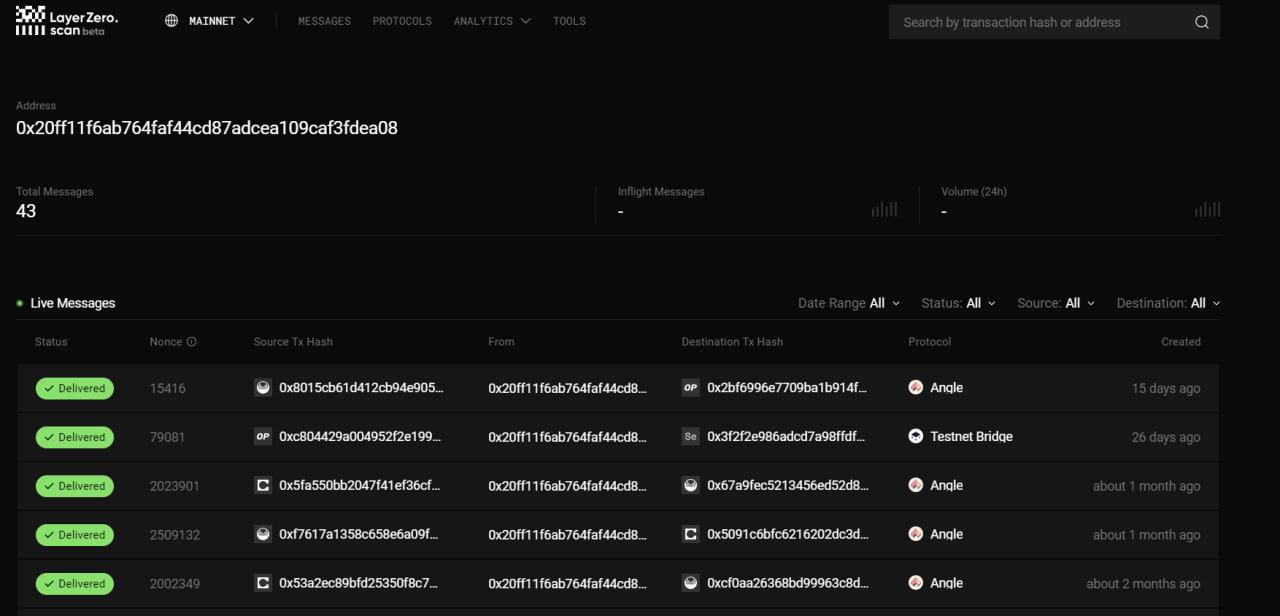 LayerZero.
scan beta
MAINNET
MESSAGES PROTOCOLS ANALYTICS TOOLS
Search by transaction hash or address
Address
0x20ff11f6ab764faf44cd87adcea109caf3fdea08
Total Messages
43
Inflight Messages
-
Volume (24h)
-
Live Messages
Date Range All Status: All Source: All Destination: All
Status Nonce Source Tx Hash From Destination Tx Hash Protocol Created
Delivered 15416 0x8015cb61d412cb94e905... 0x20ff11f6ab764faf44cd8... OP 0x2bf6996e7709ba1b914f... Angle 15 days ago
Delivered 79081 OP 0xc804429a004952f2e199... 0x20ff11f6ab764faf44cd8... Se 0x3f2f2e986adcd7a98ffdf... Testnet Bridge 26 days ago
Delivered 2023901 0x5fa550bb2047f41ef36cf... 0x20ff11f6ab764faf44cd8... 0x67a9fec5213456ed52d8... Angle about 1 month ago
Delivered 2509132 0xf7617a1358c658e6a09f... 0x20ff11f6ab764faf44cd8... 0x5091c6bfc6216202dc3d... Angle about 1 month ago
Delivered 2002349 0x53a2ec89bfd25350f8c7... 0x20ff11f6ab764faf44cd8... 0xcf0aa26368bd99963c8d... Angle about 2 months ago